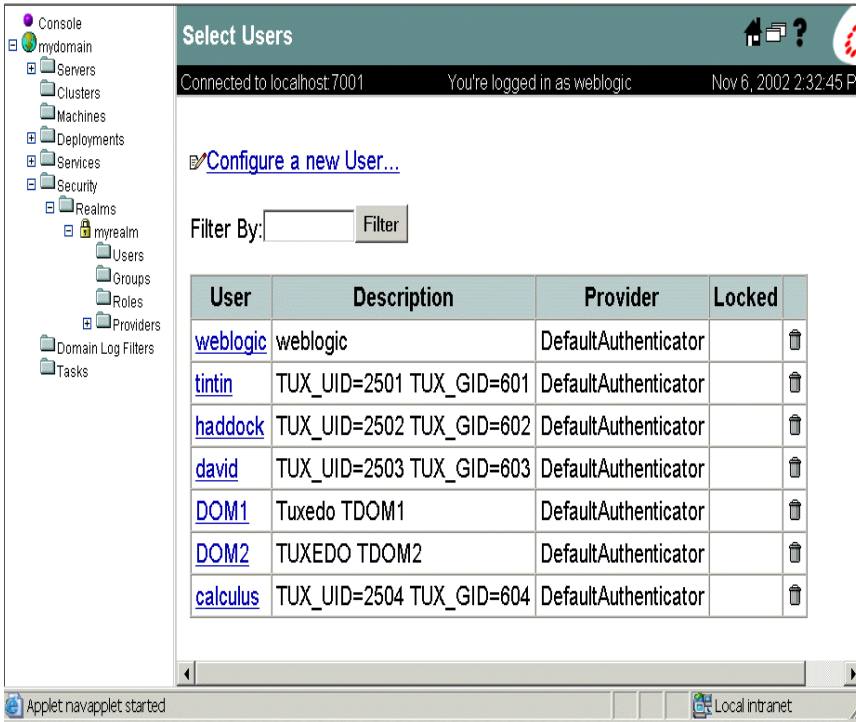 Console
mydomain
Servers
Clusters
Machines
Deployments
Services
Security
Realms
myrealm
Users
Groups
Roles
Providers
Domain Log Filters
Tasks
Select Users
?
Connected to localhost:7001 You're logged in as weblogic Nov 6, 2002 2:32:45 P
Configure a new User...
Filter By: Filter
User Description Provider Locked
weblogic weblogic DefaultAuthenticator
tintin TUX_UID=2501 TUX_GID=601 DefaultAuthenticator
haddock TUX_UID=2502 TUX_GID=602 DefaultAuthenticator
david TUX_UID=2503 TUX_GID=603 DefaultAuthenticator
DOM1 Tuxedo TDOM1 DefaultAuthenticator
DOM2 TUXEDO TDOM2 DefaultAuthenticator
calculus TUX_UID=2504 TUX_GID=604 DefaultAuthenticator
Applet navapplet started Local intranet